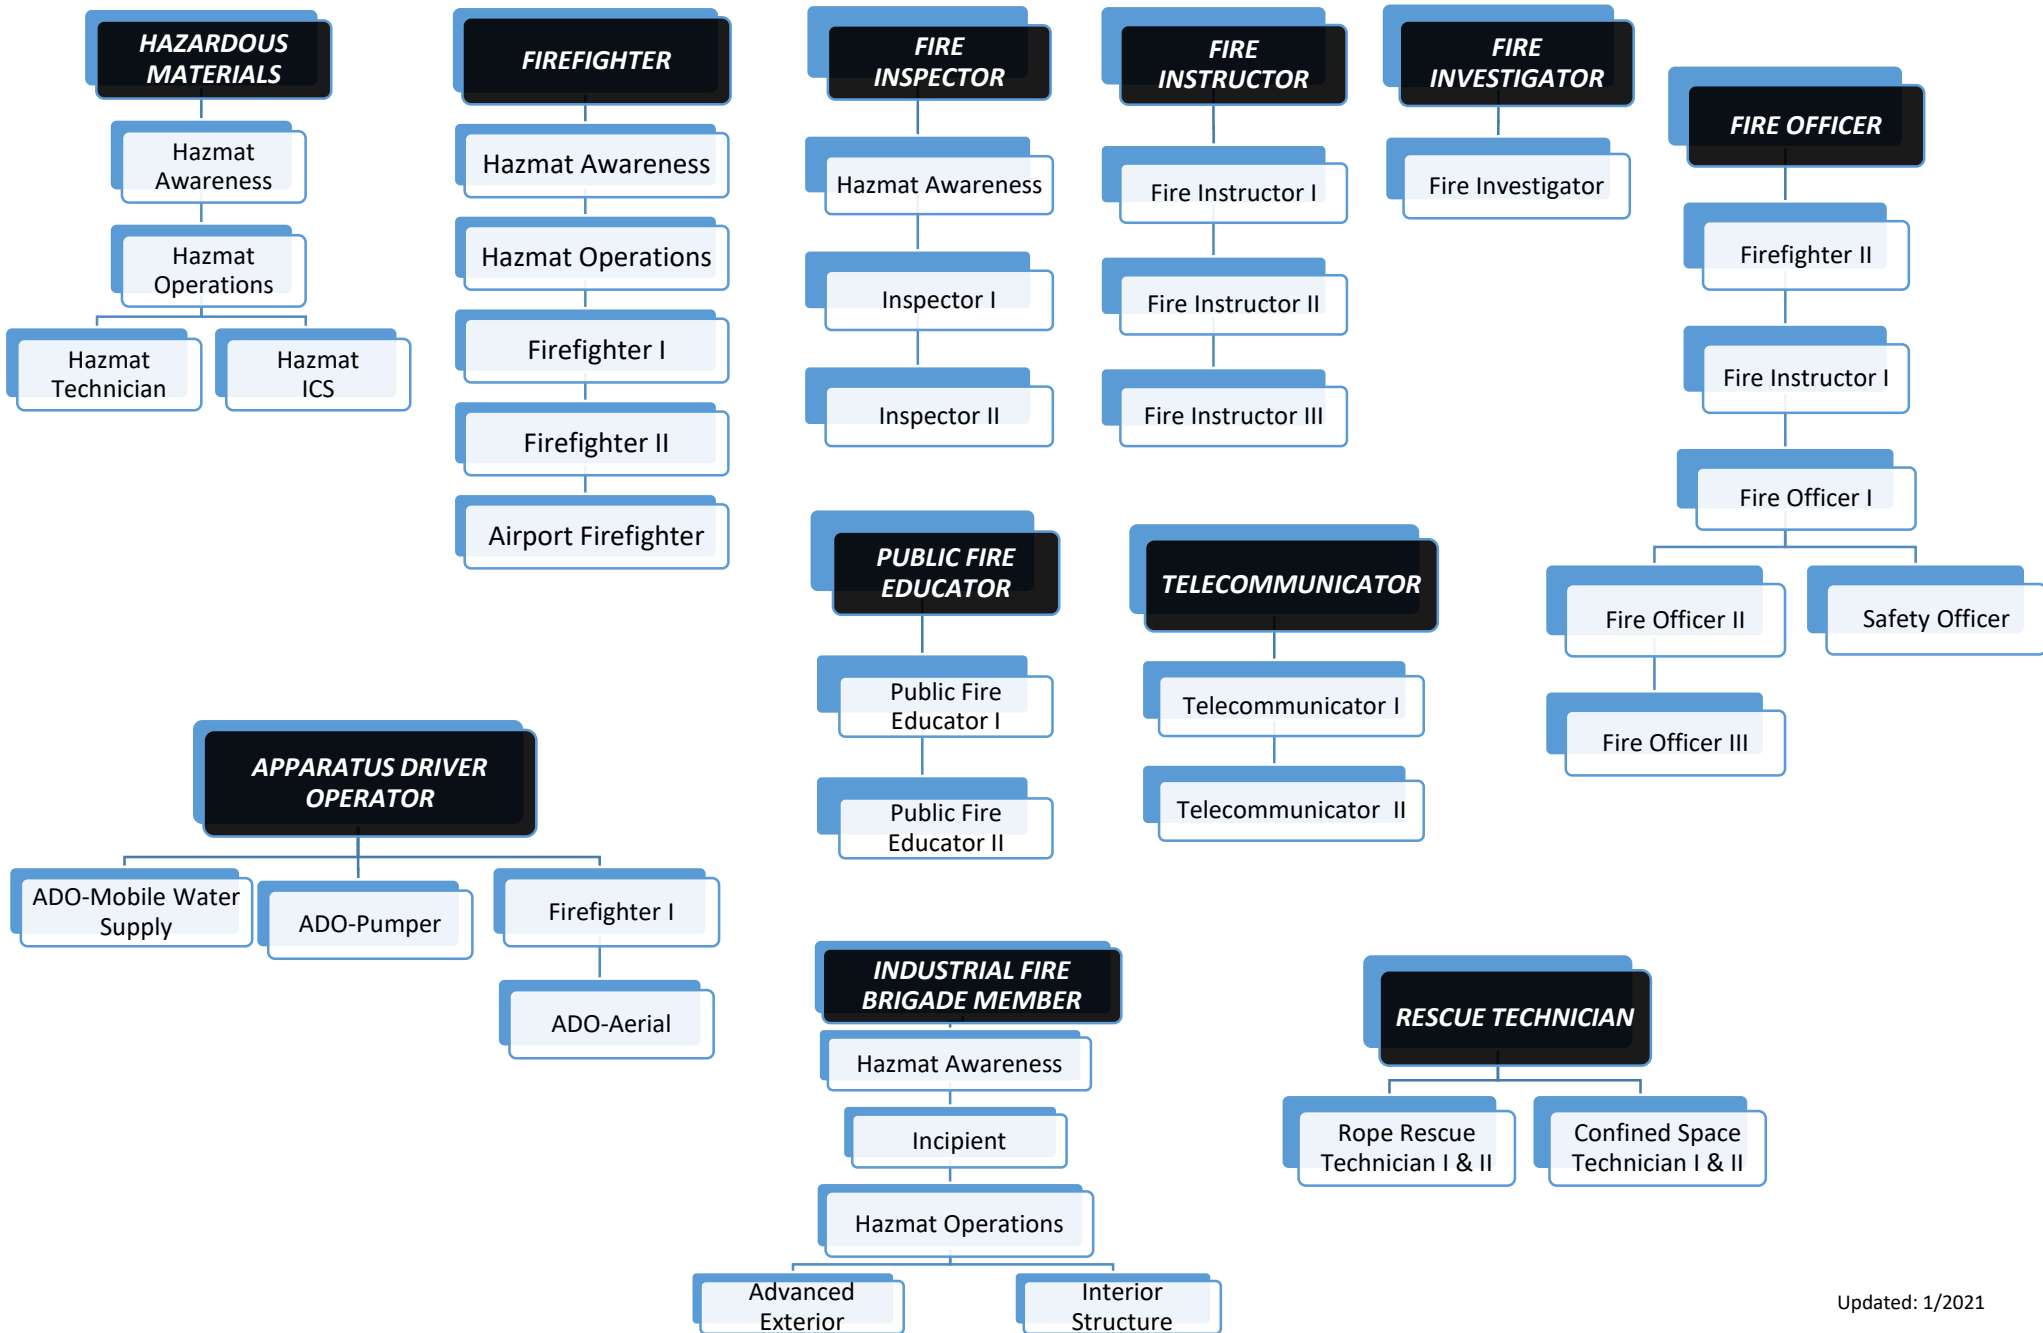 HAZARDOUS
MATERIALS
Hazmat
Awareness
Hazmat
Operations
Hazmat
Technician
Hazmat
ICS
FIREFIGHTER
Hazmat Awareness
Hazmat Operations
Firefighter I
Firefighter II
Airport Firefighter
FIRE
INSPECTOR
Hazmat Awareness
Inspector I
Inspector II
FIRE
INSTRUCTOR
Fire Instructor I
Fire Instructor II
Fire Instructor III
FIRE
INVESTIGATOR
Fire Investigator
FIRE OFFICER
Firefighter II
Fire Instructor I
Fire Officer I
Fire Officer II
Safety Officer
Fire Officer III
PUBLIC FIRE
EDUCATOR
Public Fire
Educator I
Public Fire
Educator II
TELECOMMUNICATOR
Telecommunicator I
Telecommunicator II
APPARATUS DRIVER
OPERATOR
ADO-Mobile Water
Supply
ADO-Pumper
Firefighter I
ADO-Aerial
INDUSTRIAL FIRE
BRIGADE MEMBER
Hazmat Awareness
Incipient
Hazmat Operations
Advanced
Exterior
Interior
Structure
RESCUE TECHNICIAN
Rope Rescue
Technician I & II
Confined Space
Technician I & II
Updated: 1/2021